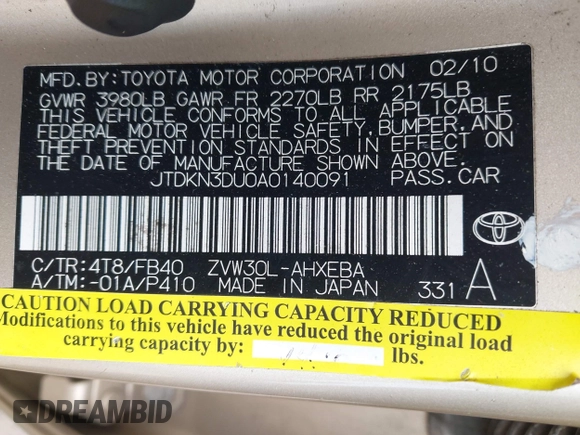 MFD. BY: TOYOTA MOTOR CORPORATION 02/10
GVWR 3980LB GAWR FR 2270LB RR 2175LB
THIS VEHICLE CONFORMS TO ALL APPLICABLE
FEDERAL MOTOR VEHICLE SAFETY, BUMPER, AND
THEFT PREVENTION STANDARDS IN EFFECT ON
THE DATE OF MANUFACTURE SHOWN ABOVE.
JTDKN3DU0A0140091 PASS. CAR
C/TR: 4T8/FB40 ZVW30L-AHXEBA
A/TM: -01A/P410 MADE IN JAPAN 331 A
TOYOTA
CAUTION LOAD CARRYING CAPACITY REDUCED
Modifications to this vehicle have reduced the original load
carrying capacity by: lbs.
DREAMBID